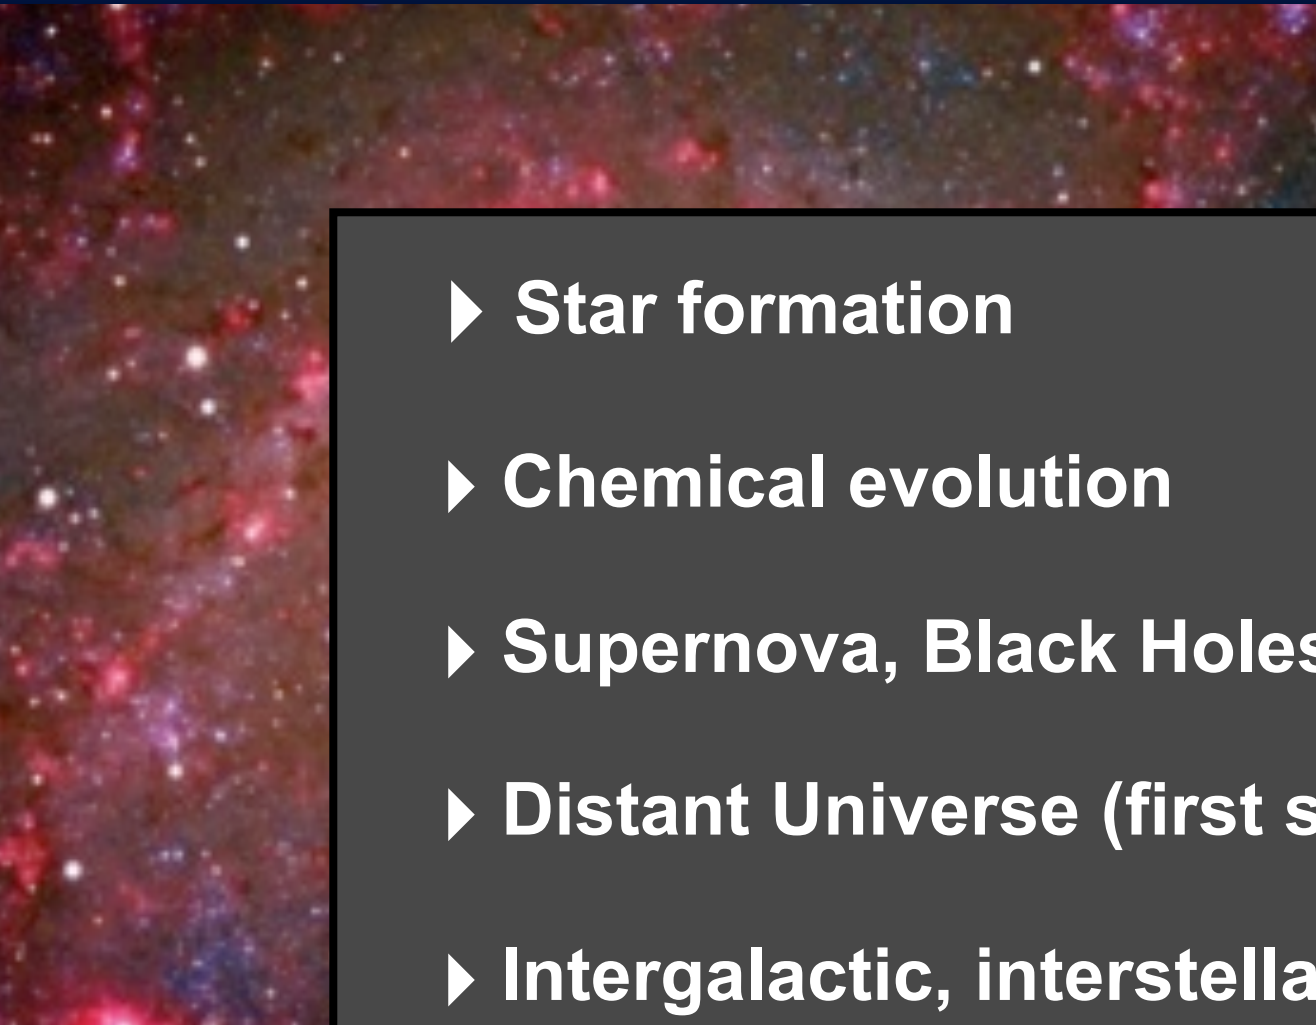 Star formation
Chemical evolution
Supernova, Black Holes
Distant Universe (first
Intergalactic,